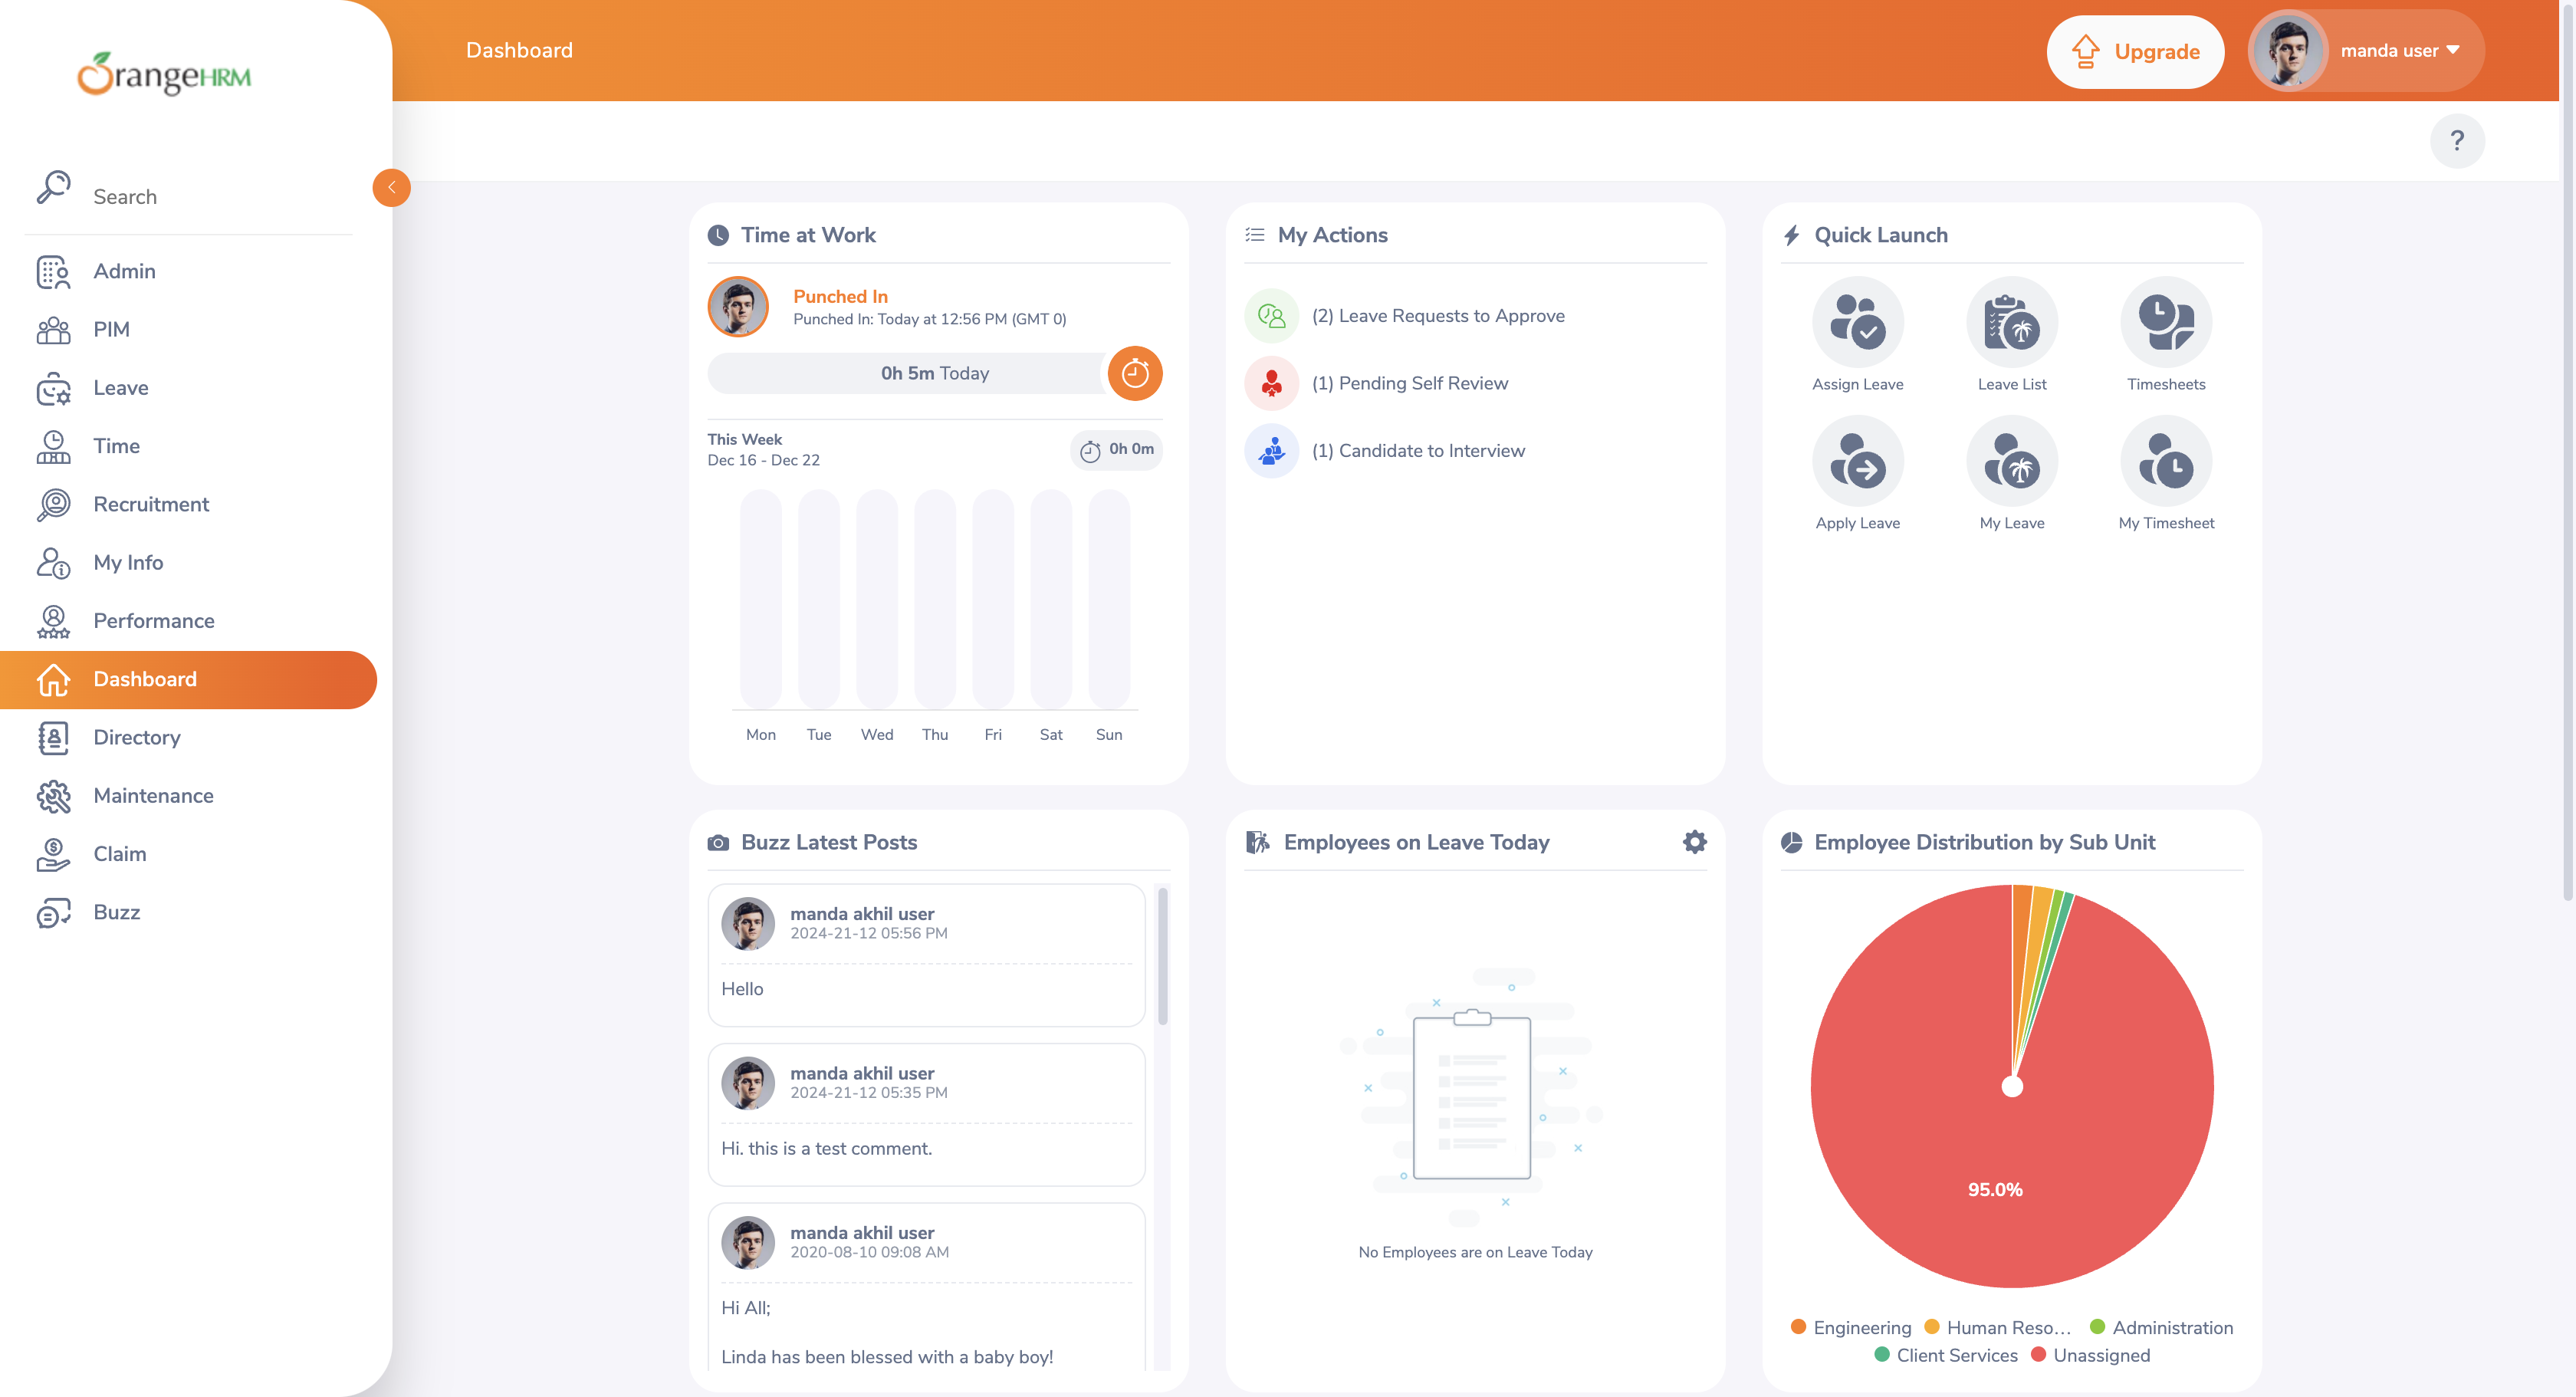 OrangeHRM
Dashboard
Upgrade
manda user
?
Search
Admin
PIM
Leave
Time
Recruitment
My Info
Performance
Dashboard
Directory
Maintenance
Claim
Buzz
Time at Work
Punched In
Punched In: Today at 12:56 PM (GMT 0)
0h 5m Today
This Week
Dec 16 - Dec 22
0h 0m
Mon Tue Wed Thu Fri Sat Sun
My Actions
(2) Leave Requests to Approve
(1) Pending Self Review
(1) Candidate to Interview
Quick Launch
Assign Leave
Leave List
Timesheets
Apply Leave
My Leave
My Timesheet
Buzz Latest Posts
manda akhil user
2024-21-12 05:56 PM
Hello
manda akhil user
2024-21-12 05:35 PM
Hi. this is a test comment.
manda akhil user
2020-08-10 09:08 AM
Hi All;
Linda has been blessed with a baby boy!
Employees on Leave Today
No Employees are on Leave Today
Employee Distribution by Sub Unit
95.0%
Engineering Human Reso... Administration
Client Services Unassigned